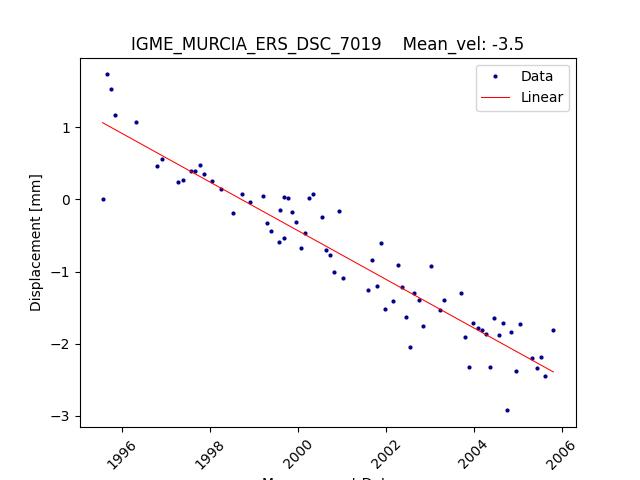 IGME_MURCIA_ERS_DSC_7019    Mean_vel: -3.5
Data
Linear
Displacement [mm]
1
0
−1
−2
−3
1996
1998
2000
2002
2004
2006